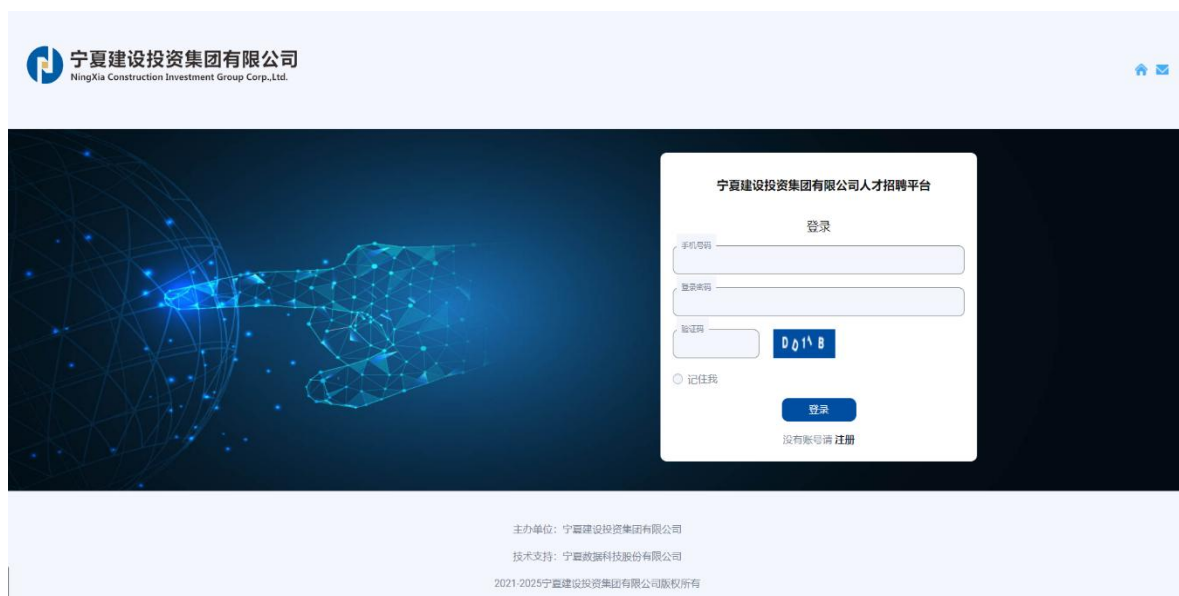 宁夏建设投资集团有限公司
NingXia Construction Investment Group Corp.,Ltd.
宁夏建设投资集团有限公司人才招聘平台
登录
手机号码
登录密码
验证码
记住我
登录
没有账号请 注册
主办单位：宁夏建设投资集团有限公司
技术支持：宁夏数据科技股份有限公司
2021-2025宁夏建设投资集团有限公司版权所有